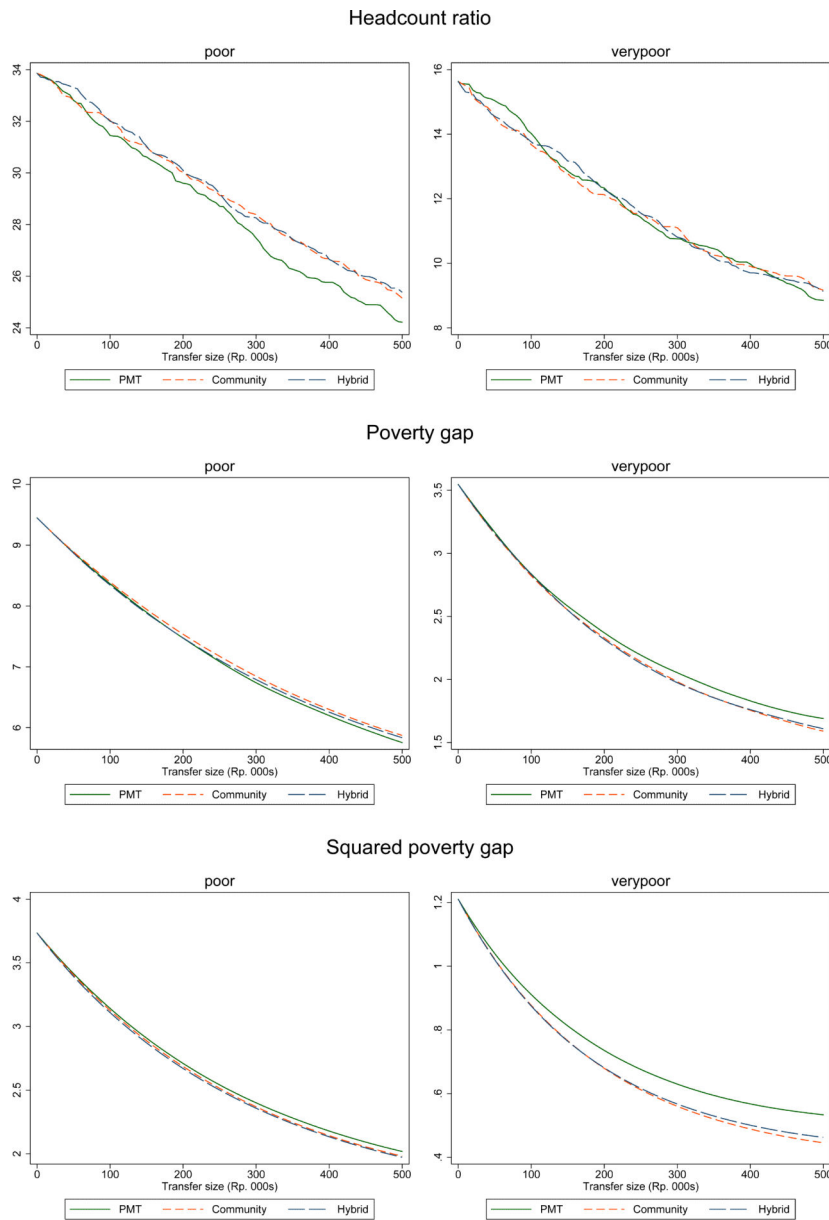 Headcount ratio
poor
34
32
30
28
26
24
0 100 200 300 400 500
Transfer size (Rp. 000s)
PMT Community Hybrid
verypoor
16
14
12
10
8
0 100 200 300 400 500
Transfer size (Rp. 000s)
PMT Community Hybrid
Poverty gap
poor
10
9
8
7
6
0 100 200 300 400 500
Transfer size (Rp. 000s)
PMT Community Hybrid
verypoor
3.5
3
2.5
2
1.5
0 100 200 300 400 500
Transfer size (Rp. 000s)
PMT Community Hybrid
Squared poverty gap
poor
4
3.5
3
2.5
2
0 100 200 300 400 500
Transfer size (Rp. 000s)
PMT Community Hybrid
verypoor
1.2
1
.8
.6
.4
0 100 200 300 400 500
Transfer size (Rp. 000s)
PMT Community Hybrid